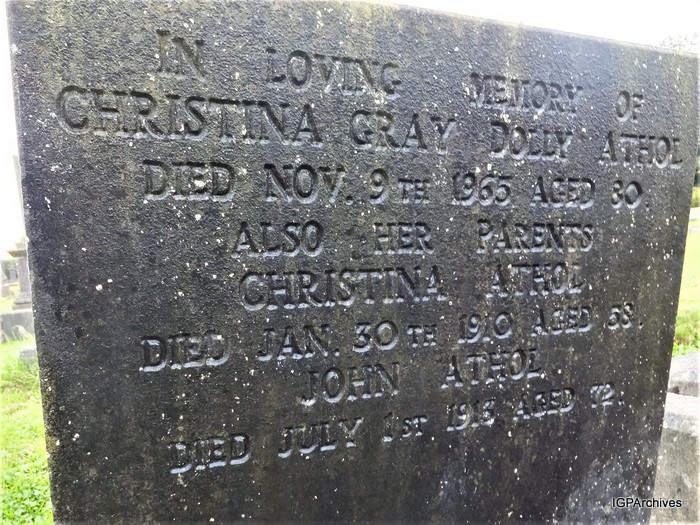 IN LOVING MEMORY OF
CHRISTINA GRAY DOLLY ATHOL
DIED NOV. 9TH 1965 AGED 80.
ALSO HER PARENTS
CHRISTINA ATHOL
DIED JAN. 30TH 1910 AGED 58.
JOHN ATHOL.
DIED JULY 1ST 1915 AGED 72.
IGPArchives